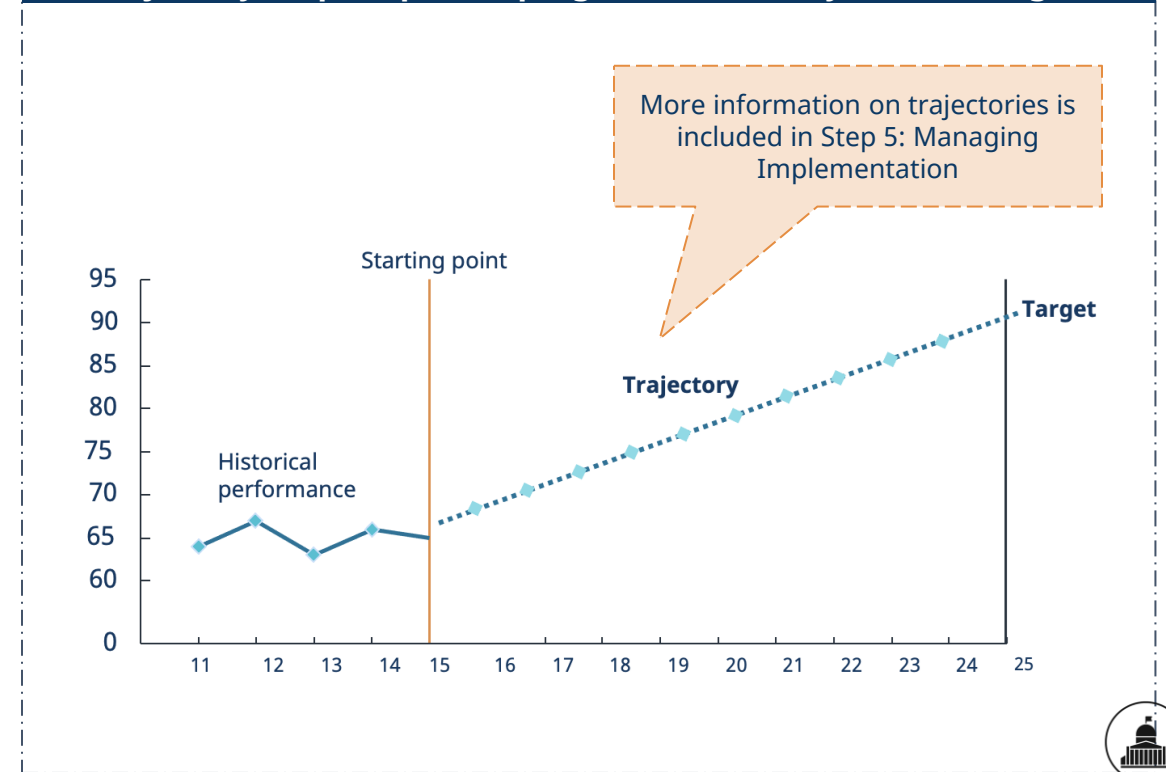 More information on trajectories is
included in Step 5: Managing
Implementation
Starting point
95
90
85
80
75
70
65
60
0
Target
Trajectory
Historical
performance
11 12 13 14 15 16 17 18 19 20 21 22 23 24 25